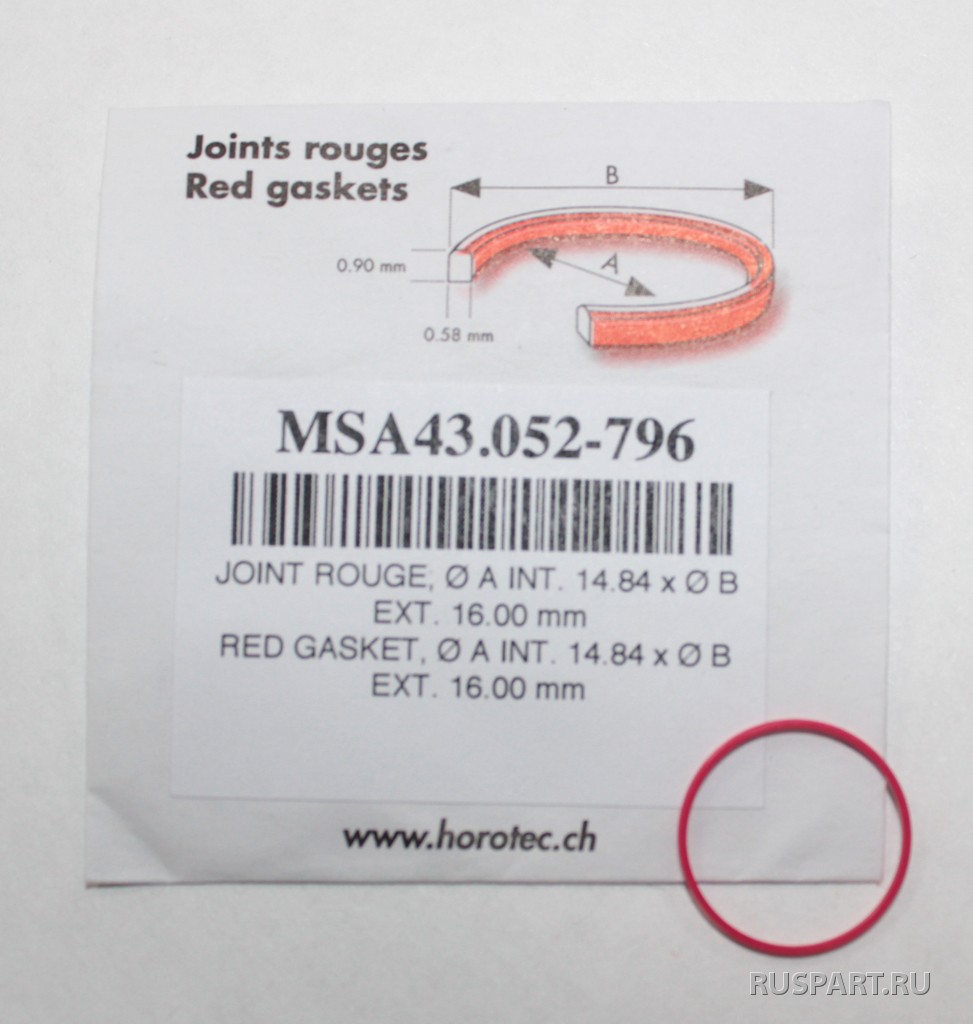 Joints rouges
Red gaskets
B
A
0.90 mm
0.58 mm
MSA43.052-796
JOINT ROUGE, Ø A INT. 14.84 x Ø B
EXT. 16.00 mm
RED GASKET, Ø A INT. 14.84 x Ø B
EXT. 16.00 mm
www.horotec.ch
RUSPART.RU